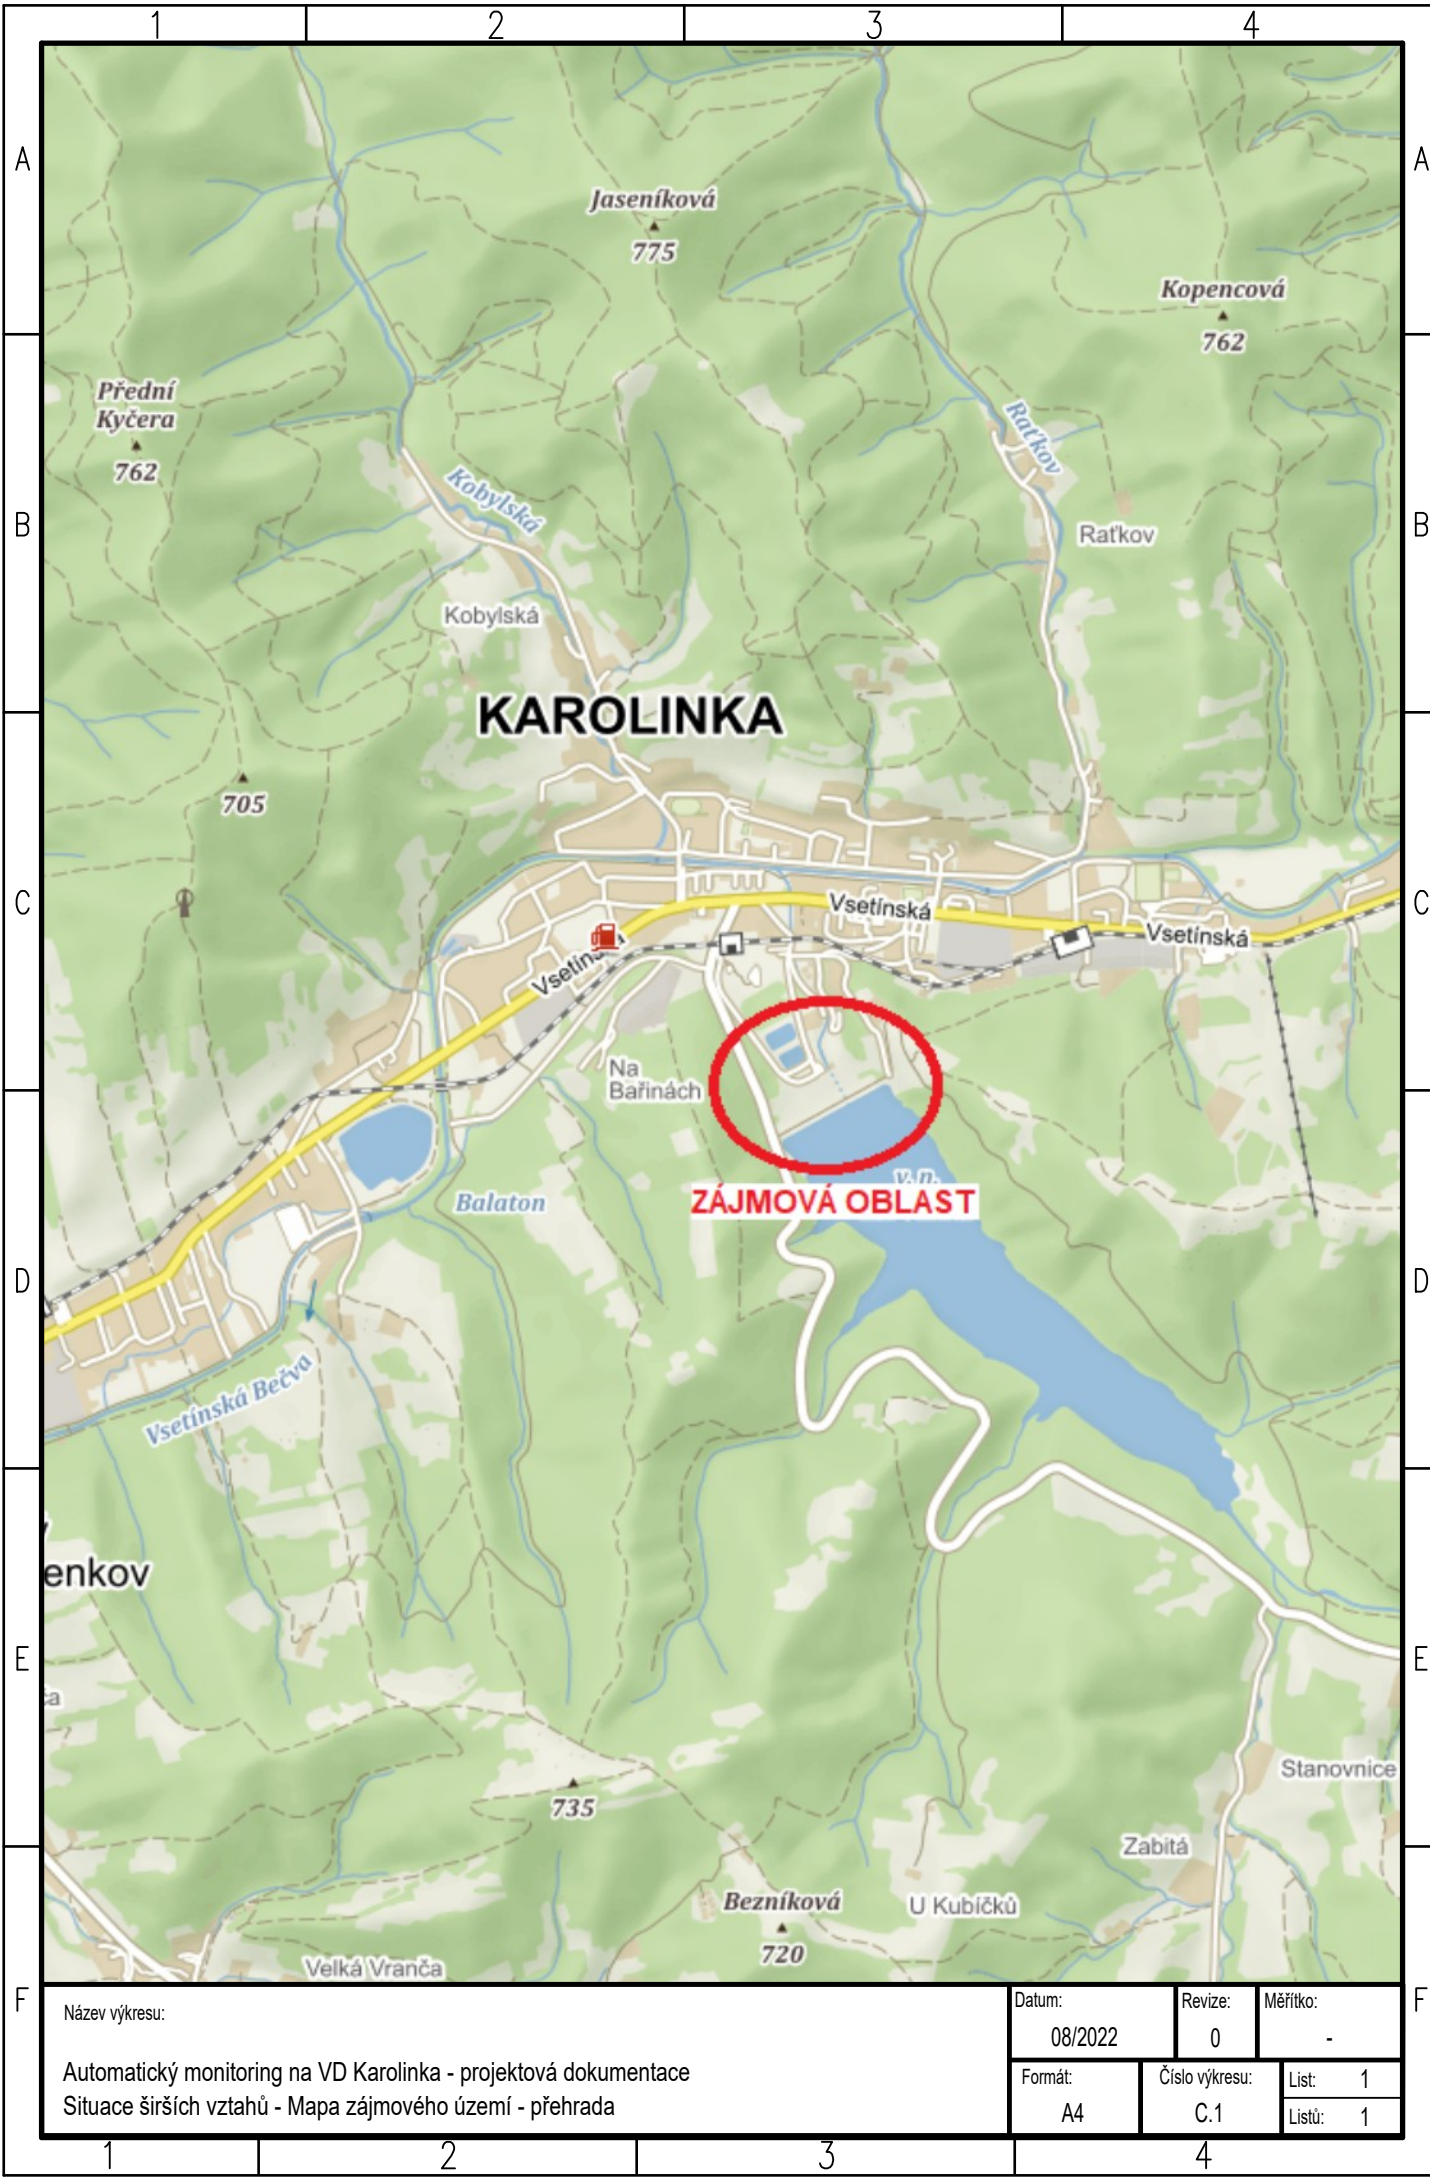 1 2 3 4
A A
Jaseníková
775
Kopencová
762
Přední
Kyčera
762
Raťkov
Kobylská
B B
Raťkov
Kobylská
KAROLINKA
705
C C
Vsetínská
Vsetínská
Na
Bařinách
v.n.
ZÁJMOVÁ OBLAST
Balaton
D D
Vsetínská Bečva
enkov
E E
ča
Stanovnice
735
Zabitá
Bezníková
U Kubíčků
720
Velká Vranča
F F
Název výkresu:
Automatický monitoring na VD Karolinka - projektová dokumentace
Situace širších vztahů - Mapa zájmového území - přehrada
Datum:
08/2022
Revize:
0
Měřítko:
-
Formát:
A4
Číslo výkresu:
C.1
List: 1
Listů: 1
1 2 3 4